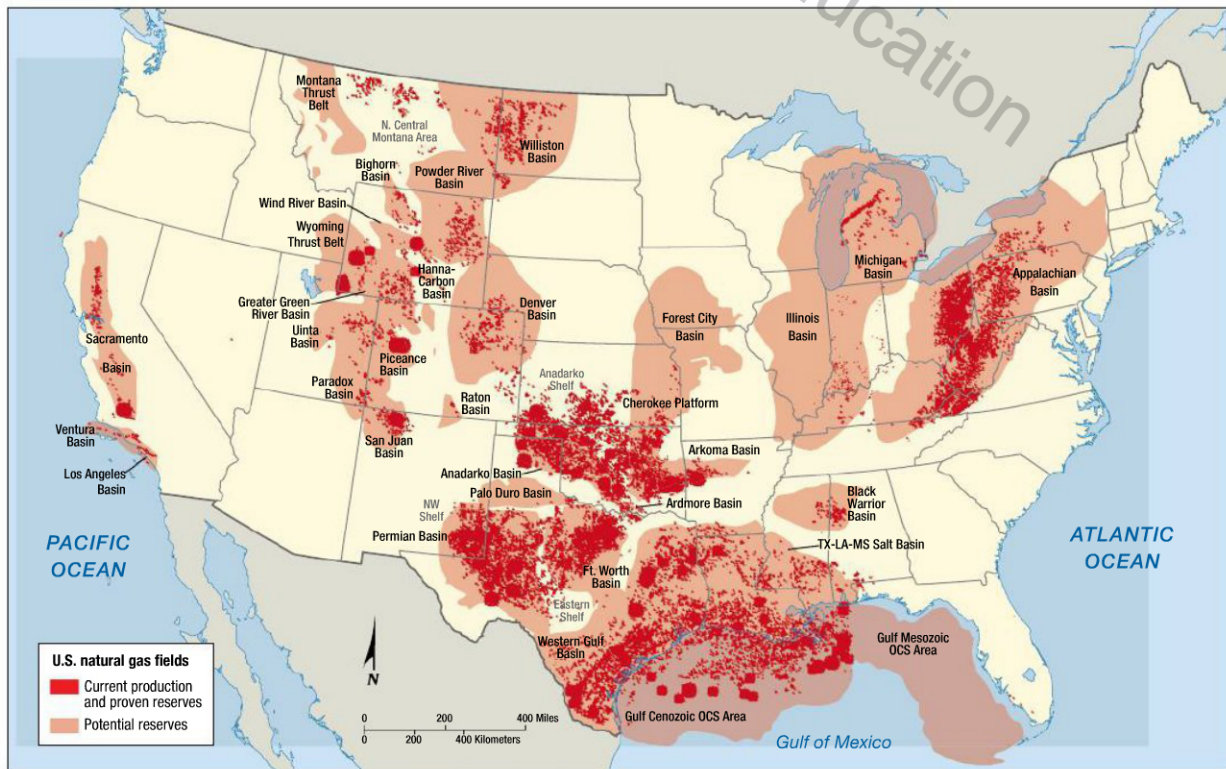 ucation
Montana
Thrust
Belt
N. Central
Montana Area
Williston
Basin
Bighorn
Basin
Powder River
Basin
Wind River Basin
Wyoming
Thrust Belt
Hanna-
Carbon
Basin
Greater Green
River Basin
Uinta
Basin
Denver
Basin
Piceance
Basin
Paradox
Basin
Raton
Basin
San Juan
Basin
Sacramento
Basin
Ventura
Basin
Los Angeles
Basin
Forest City
Basin
Illinois
Basin
Michigan
Basin
Appalachian
Basin
Anadarko
Shelf
Cherokee Platform
Arkoma Basin
Anadarko Basin
Palo Duro Basin
Ardmore Basin
NW
Shelf
Permian Basin
Black
Warrior
Basin
TX-LA-MS Salt Basin
Ft. Worth
Basin
Eastern
Shelf
Western Gulf
Basin
Gulf Mesozoic
OCS Area
Gulf Cenozoic OCS Area
PACIFIC
OCEAN
ATLANTIC
OCEAN
Gulf of Mexico
U.S. natural gas fields
Current production
and proven reserves
Potential reserves
N
0 200 400 Miles
0 200 400 Kilometers